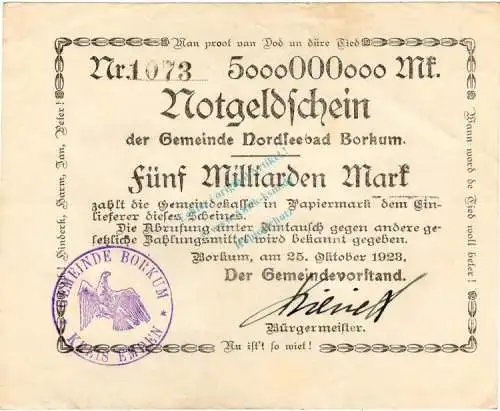 Man proot van Dod un düre Tied
Nr. 1073 5000000000 Mk.
Notgeldschein
der Gemeinde Nordseebad Borkum.
Fünf Milliarden Mark
zahlt die Gemeindekasse in Papiermark dem Ein-
lieferer dieses Scheines.
Die Abrufung unter Umtausch gegen andere ge-
setzliche Zahlungsmittel wird bekannt gegeben.
Borkum, am 25. Oktober 1923.
Der Gemeindevorstand.
Bürgermeister.
Nu ist't so wiet!
Hinderk, Harm, Jan, Peter!
Wann word de Tied woll beter!
GEMEINDE BORKUM
* KREIS EMDEN *